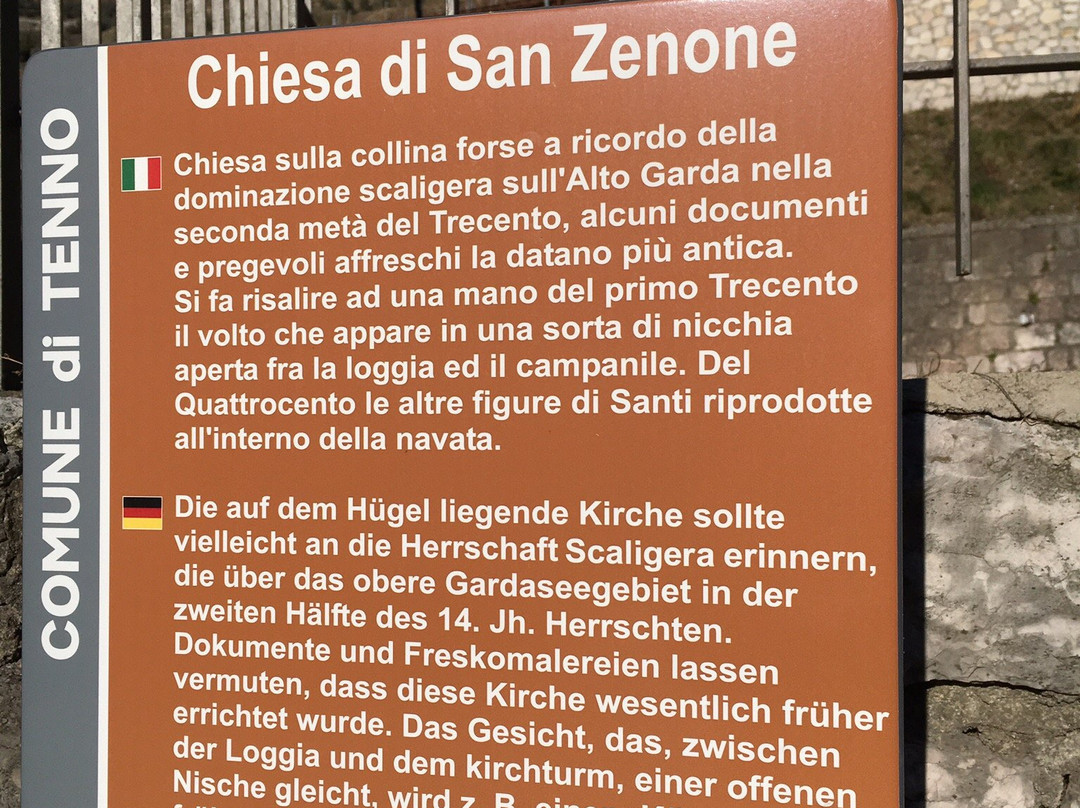 Chiesa di San Zenone
COMUNE di TENNO
Chiesa sulla collina forse a ricordo della
dominazione scaligera sull'Alto Garda nella
seconda metà del Trecento, alcuni documenti
e pregevoli affreschi la datano più antica.
Si fa risalire ad una mano del primo Trecento
il volto che appare in una sorta di nicchia
aperta fra la loggia ed il campanile. Del
Quattrocento le altre figure di Santi riprodotte
all'interno della navata.
Die auf dem Hügel liegende Kirche sollte
vielleicht an die Herrschaft Scaligera erinnern,
die über das obere Gardaseegebiet in der
zweiten Hälfte des 14. Jh. Herrschten.
Dokumente und Freskomalereien lassen
vermuten, dass diese Kirche wesentlich früher
errichtet wurde. Das Gesicht, das, zwischen
der Loggia und dem kirchturm, einer offenen
Nische gleicht, wird z. B.